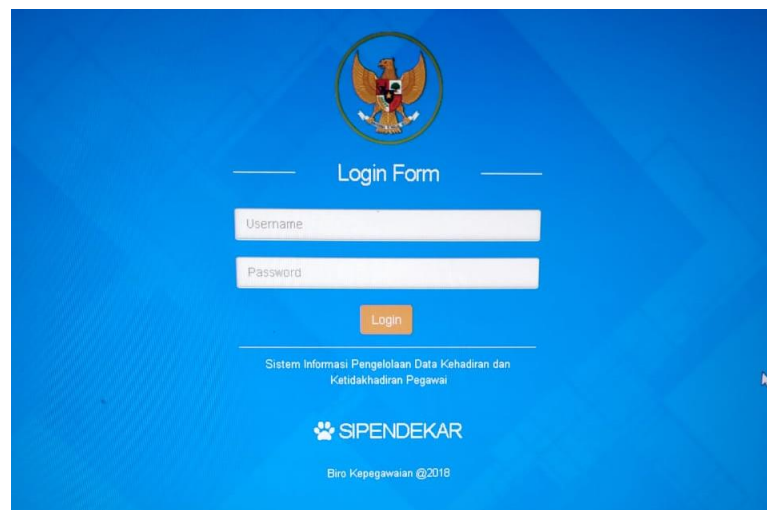 Login Form
Username
Password
Login
Sistem Informasi Pengelolaan Data Kehadiran dan
Ketidakhadiran Pegawai
SIPENDEKAR
Biro Kepegawaian @2018